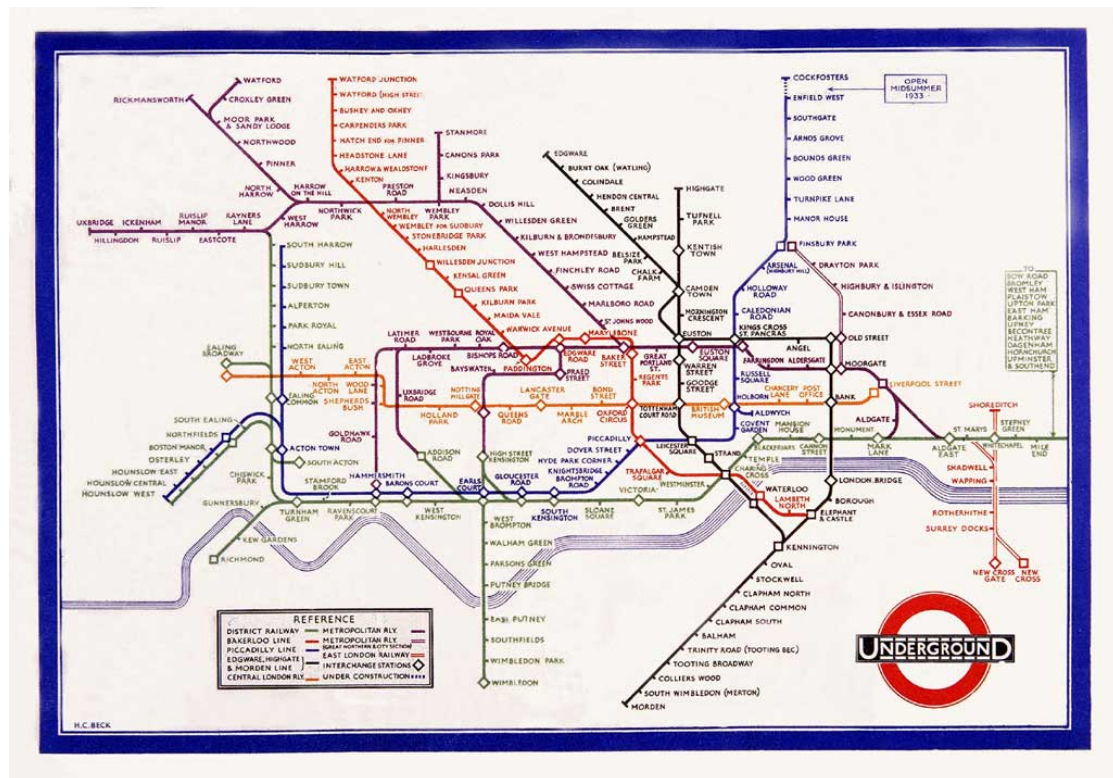 WATFORD
CROXLEY GREEN
RICKMANSWORTH
MOOR PARK
& SANDY LODGE
NORTHWOOD
PINNER
NORTH
HARROW
HARROW
ON THE HILL
NORTHWICK
PARK
PRESTON
ROAD
WEMBLEY
PARK
NEASDEN
STANMORE
CANONS PARK
KINGSBURY
DOLLIS HILL
WILLESDEN GREEN
KILBURN & BRONDESBURY
WEST HAMPSTEAD
FINCHLEY ROAD
SWISS COTTAGE
MARLBORO ROAD
ST. JOHNS WOOD
UXBRIDGE
ICKENHAM
RUISLIP
MANOR
RAYNERS
LANE
HILLINGDON
RUISLIP
EASTCOTE
WEST
HARROW
WATFORD JUNCTION
WATFORD (HIGH STREET)
BUSHEY AND OXHEY
CARPENDERS PARK
HATCH END FOR PINNER
HEADSTONE LANE
HARROW & WEALDSTONE
KENTON
NORTH
WEMBLEY
WEMBLEY FOR SUDBURY
STONEBRIDGE PARK
HARLESDEN
WILLESDEN JUNCTION
KENSAL GREEN
QUEENS PARK
KILBURN PARK
MAIDA VALE
WARWICK AVENUE
MARYLEBONE
EDGWARE
BURNT OAK (WATLING)
COLINDALE
HENDON CENTRAL
BRENT
GOLDERS
GREEN
HAMPSTEAD
BELSIZE
PARK
CHALK
FARM
HIGHGATE
TUFNELL
PARK
KENTISH
TOWN
CAMDEN
TOWN
MORNINGTON
CRESCENT
EUSTON
COCKFOSTERS
OPEN
MIDSUMMER
1933
ENFIELD WEST
SOUTHGATE
ARNOS GROVE
BOUNDS GREEN
WOOD GREEN
TURNPIKE LANE
MANOR HOUSE
FINSBURY PARK
ARSENAL
(HIGHBURY HILL)
DRAYTON PARK
HOLLOWAY
ROAD
HIGHBURY & ISLINGTON
CALEDONIAN
ROAD
CANONBURY & ESSEX ROAD
KINGS CROSS
ST. PANCRAS
ANGEL
OLD STREET
TO
BOW ROAD
BROMLEY
WEST HAM
PLAISTOW
UPTON PARK
EAST HAM
BARKING
UPNEY
BECONTREE
HEATHWAY
DAGENHAM
HORNCHURCH
UPMINSTER
& SOUTHEND
SOUTH HARROW
SUDBURY HILL
SUDBURY TOWN
ALPERTON
PARK ROYAL
NORTH EALING
EALING
BROADWAY
WEST
ACTON
EAST
ACTON
NORTH
ACTON
WOOD
LANE
SHEPHERDS
BUSH
EALING
COMMON
LATIMER
ROAD
WESTBOURNE
PARK
ROYAL
OAK
LADBROKE
GROVE
BISHOPS ROAD
BAYSWATER
PADDINGTON
EDGWARE
ROAD
PRAED
STREET
BAKER
STREET
GREAT
PORTLAND
ST.
EUSTON
SQUARE
FARRINGDON
ALDERSGATE
MOORGATE
LIVERPOOL STREET
UXBRIDGE
ROAD
HOLLAND
PARK
NOTTING
HILL GATE
QUEENS
ROAD
LANCASTER
GATE
MARBLE
ARCH
BOND
STREET
REGENTS
PARK
OXFORD
CIRCUS
WARREN
STREET
GOODGE
STREET
TOTTENHAM
COURT ROAD
RUSSELL
SQUARE
HOLBORN
BRITISH
MUSEUM
CHANCERY
LANE
POST
OFFICE
BANK
ALDWYCH
COVENT
GARDEN
ALDGATE
SHOREDITCH
SOUTH EALING
NORTHFIELDS
BOSTON MANOR
OSTERLEY
HOUNSLOW EAST
HOUNSLOW CENTRAL
HOUNSLOW WEST
ACTON TOWN
SOUTH ACTON
CHISWICK
PARK
GUNNERSBURY
KEW GARDENS
RICHMOND
TURNHAM
GREEN
STAMFORD
BROOK
RAVENSCOURT
PARK
GOLDHAWK
ROAD
HAMMERSMITH
BARONS COURT
WEST
KENSINGTON
ADDISON
ROAD
EARLS
COURT
HIGH STREET
KENSINGTON
GLOUCESTER
ROAD
SOUTH
KENSINGTON
PICCADILLY
DOVER STREET
HYDE PARK CORNER
KNIGHTSBRIDGE
BROMPTON
ROAD
SLOANE
SQUARE
VICTORIA
ST. JAMES
PARK
WESTMINSTER
TRAFALGAR
SQUARE
LEICESTER
SQUARE
STRAND
CHARING
CROSS
TEMPLE
BLACKFRIARS
MANSION
HOUSE
CANNON
STREET
MONUMENT
MARK
LANE
ALDGATE
EAST
ST. MARYS
WHITECHAPEL
STEPNEY
GREEN
MILE
END
SHADWELL
WAPPING
ROTHERHITHE
SURREY DOCKS
NEW CROSS
GATE
NEW
CROSS
WATERLOO
LAMBETH
NORTH
LONDON BRIDGE
BOROUGH
ELEPHANT
& CASTLE
KENNINGTON
OVAL
STOCKWELL
CLAPHAM NORTH
CLAPHAM COMMON
CLAPHAM SOUTH
BALHAM
TRINITY ROAD (TOOTING BEC)
TOOTING BROADWAY
COLLIERS WOOD
SOUTH WIMBLEDON (MERTON)
MORDEN
WEST
BROMPTON
WALHAM GREEN
PARSONS GREEN
PUTNEY BRIDGE
EAST PUTNEY
SOUTHFIELDS
WIMBLEDON PARK
WIMBLEDON
REFERENCE
DISTRICT RAILWAY
BAKERLOO LINE
PICCADILLY LINE
EDGWARE, HIGHGATE
& MORDEN LINE
CENTRAL LONDON RLY.
METROPOLITAN RLY.
METROPOLITAN RLY.
(GREAT NORTHERN & CITY SECTION)
EAST LONDON RAILWAY
INTERCHANGE STATIONS
UNDER CONSTRUCTION
UNDERGROUND
H.C. BECK